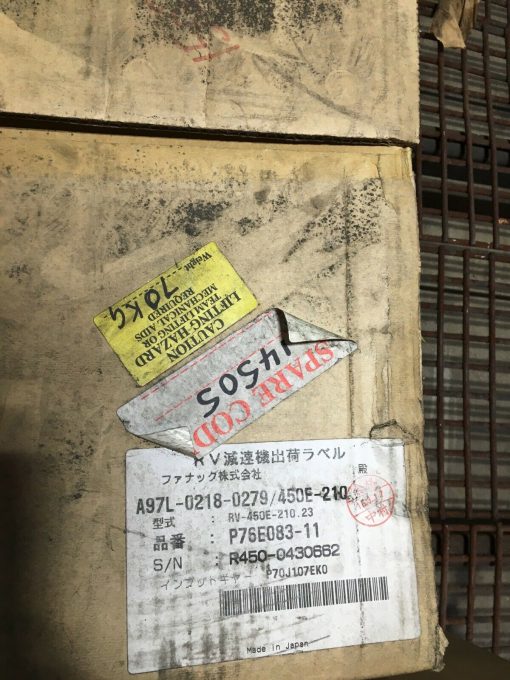 CAUTION
LIFTING HAZARD
TEAM LIFTING OR
MECHANICAL AIDS
REQUIRED
Weight 70KG
SPARE COD
14505
RV減速機出荷ラベル
ファナック株式会社 殿
A97L-0218-0279/450E-210
型式 : RV-450E-210.23
品番 : P76E083-11
S/N : R450-0430662
インプットギヤー P70J107EK0
Made in Japan